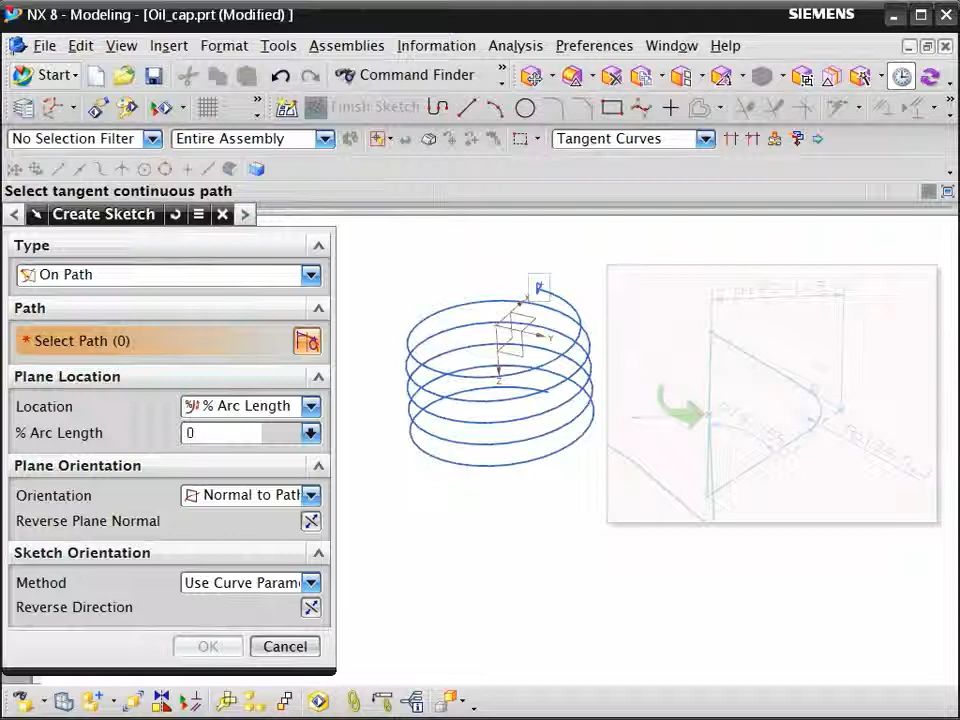 NX 8 - Modeling - [Oil_cap.prt (Modified) ]
SIEMENS
File Edit View Insert Format Tools Assemblies Information Analysis Preferences Window Help
Start
Command Finder
Finish Sketch
No Selection Filter
Entire Assembly
Tangent Curves
Select tangent continuous path
Create Sketch
Type
On Path
Path
* Select Path (0)
Plane Location
Location
% Arc Length
% Arc Length
0
Plane Orientation
Orientation
Normal to Path
Reverse Plane Normal
Sketch Orientation
Method
Use Curve Param
Reverse Direction
OK
Cancel
X
Y
Z